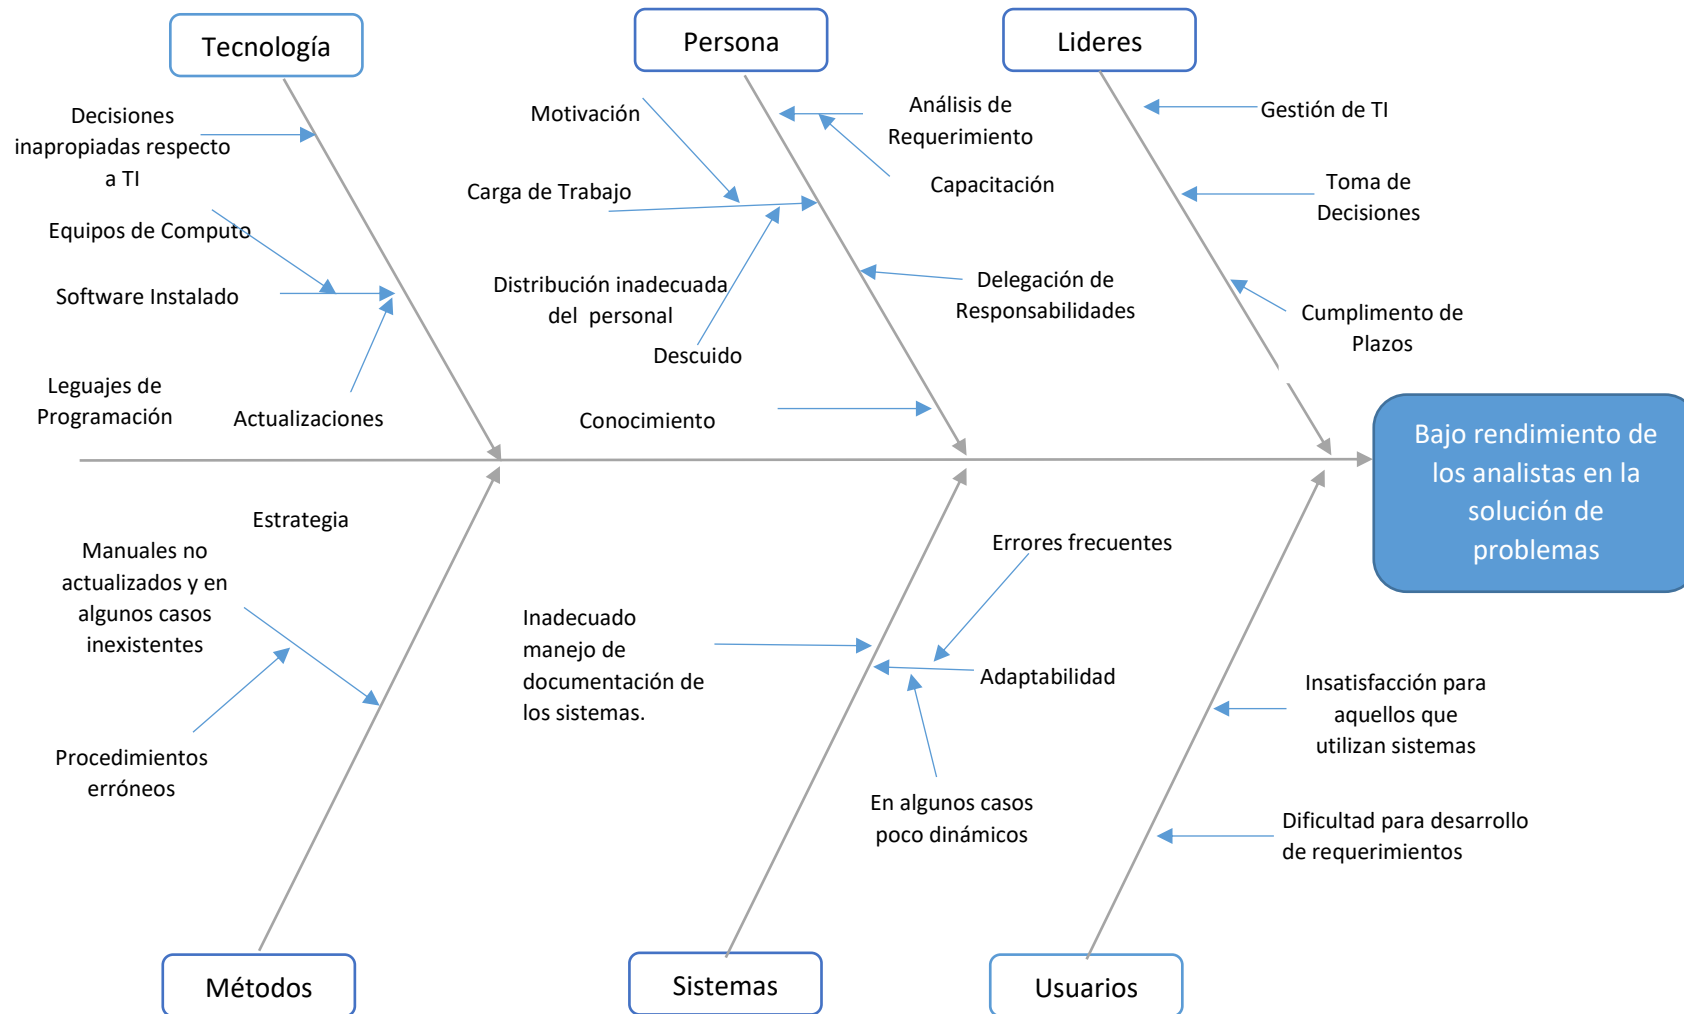 Tecnología
Persona
Lideres
Decisiones
inapropiadas respecto
a TI
Equipos de Computo
Software Instalado
Leguajes de
Programación
Actualizaciones
Motivación
Carga de Trabajo
Distribución inadecuada
del personal
Descuido
Conocimiento
Análisis de
Requerimiento
Capacitación
Delegación de
Responsabilidades
Gestión de TI
Toma de
Decisiones
Cumplimento de
Plazos
Bajo rendimiento de
los analistas en la
solución de
problemas
Estrategia
Manuales no
actualizados y en
algunos casos
inexistentes
Procedimientos
erróneos
Inadecuado
manejo de
documentación de
los sistemas.
Errores frecuentes
Adaptabilidad
En algunos casos
poco dinámicos
Insatisfacción para
aquellos que
utilizan sistemas
Dificultad para desarrollo
de requerimientos
Métodos
Sistemas
Usuarios